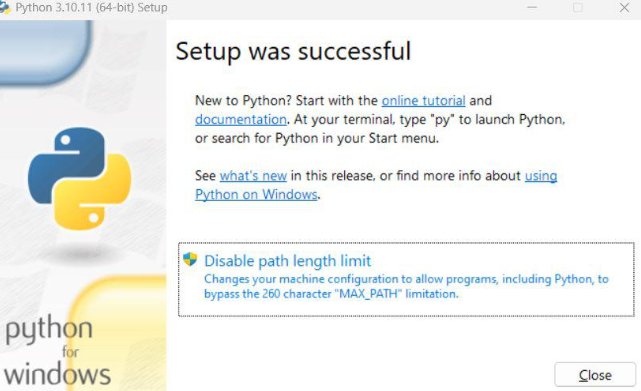 Python 3.10.11 (64-bit) Setup
Setup was successful
New to Python? Start with the online tutorial and
documentation. At your terminal, type "py" to launch Python,
or search for Python in your Start menu.
See what's new in this release, or find more info about using
Python on Windows.
Disable path length limit
Changes your machine configuration to allow programs, including Python, to
bypass the 260 character "MAX_PATH" limitation.
python
for
windows
Close